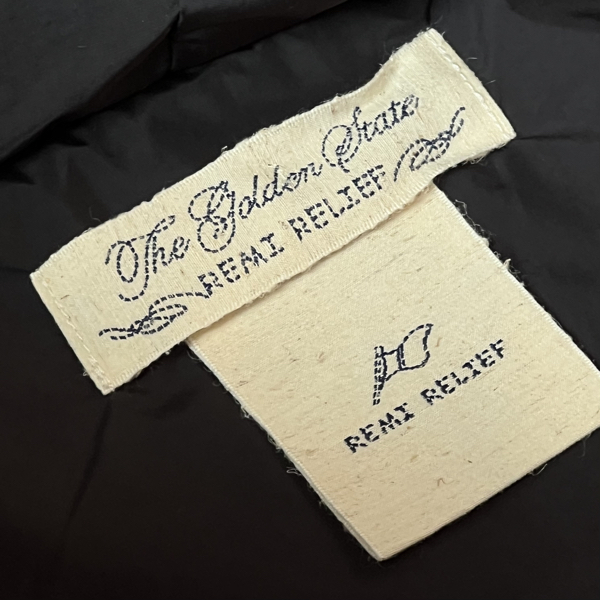 The Golden State
REMI RELIEF
REMI RELIEF